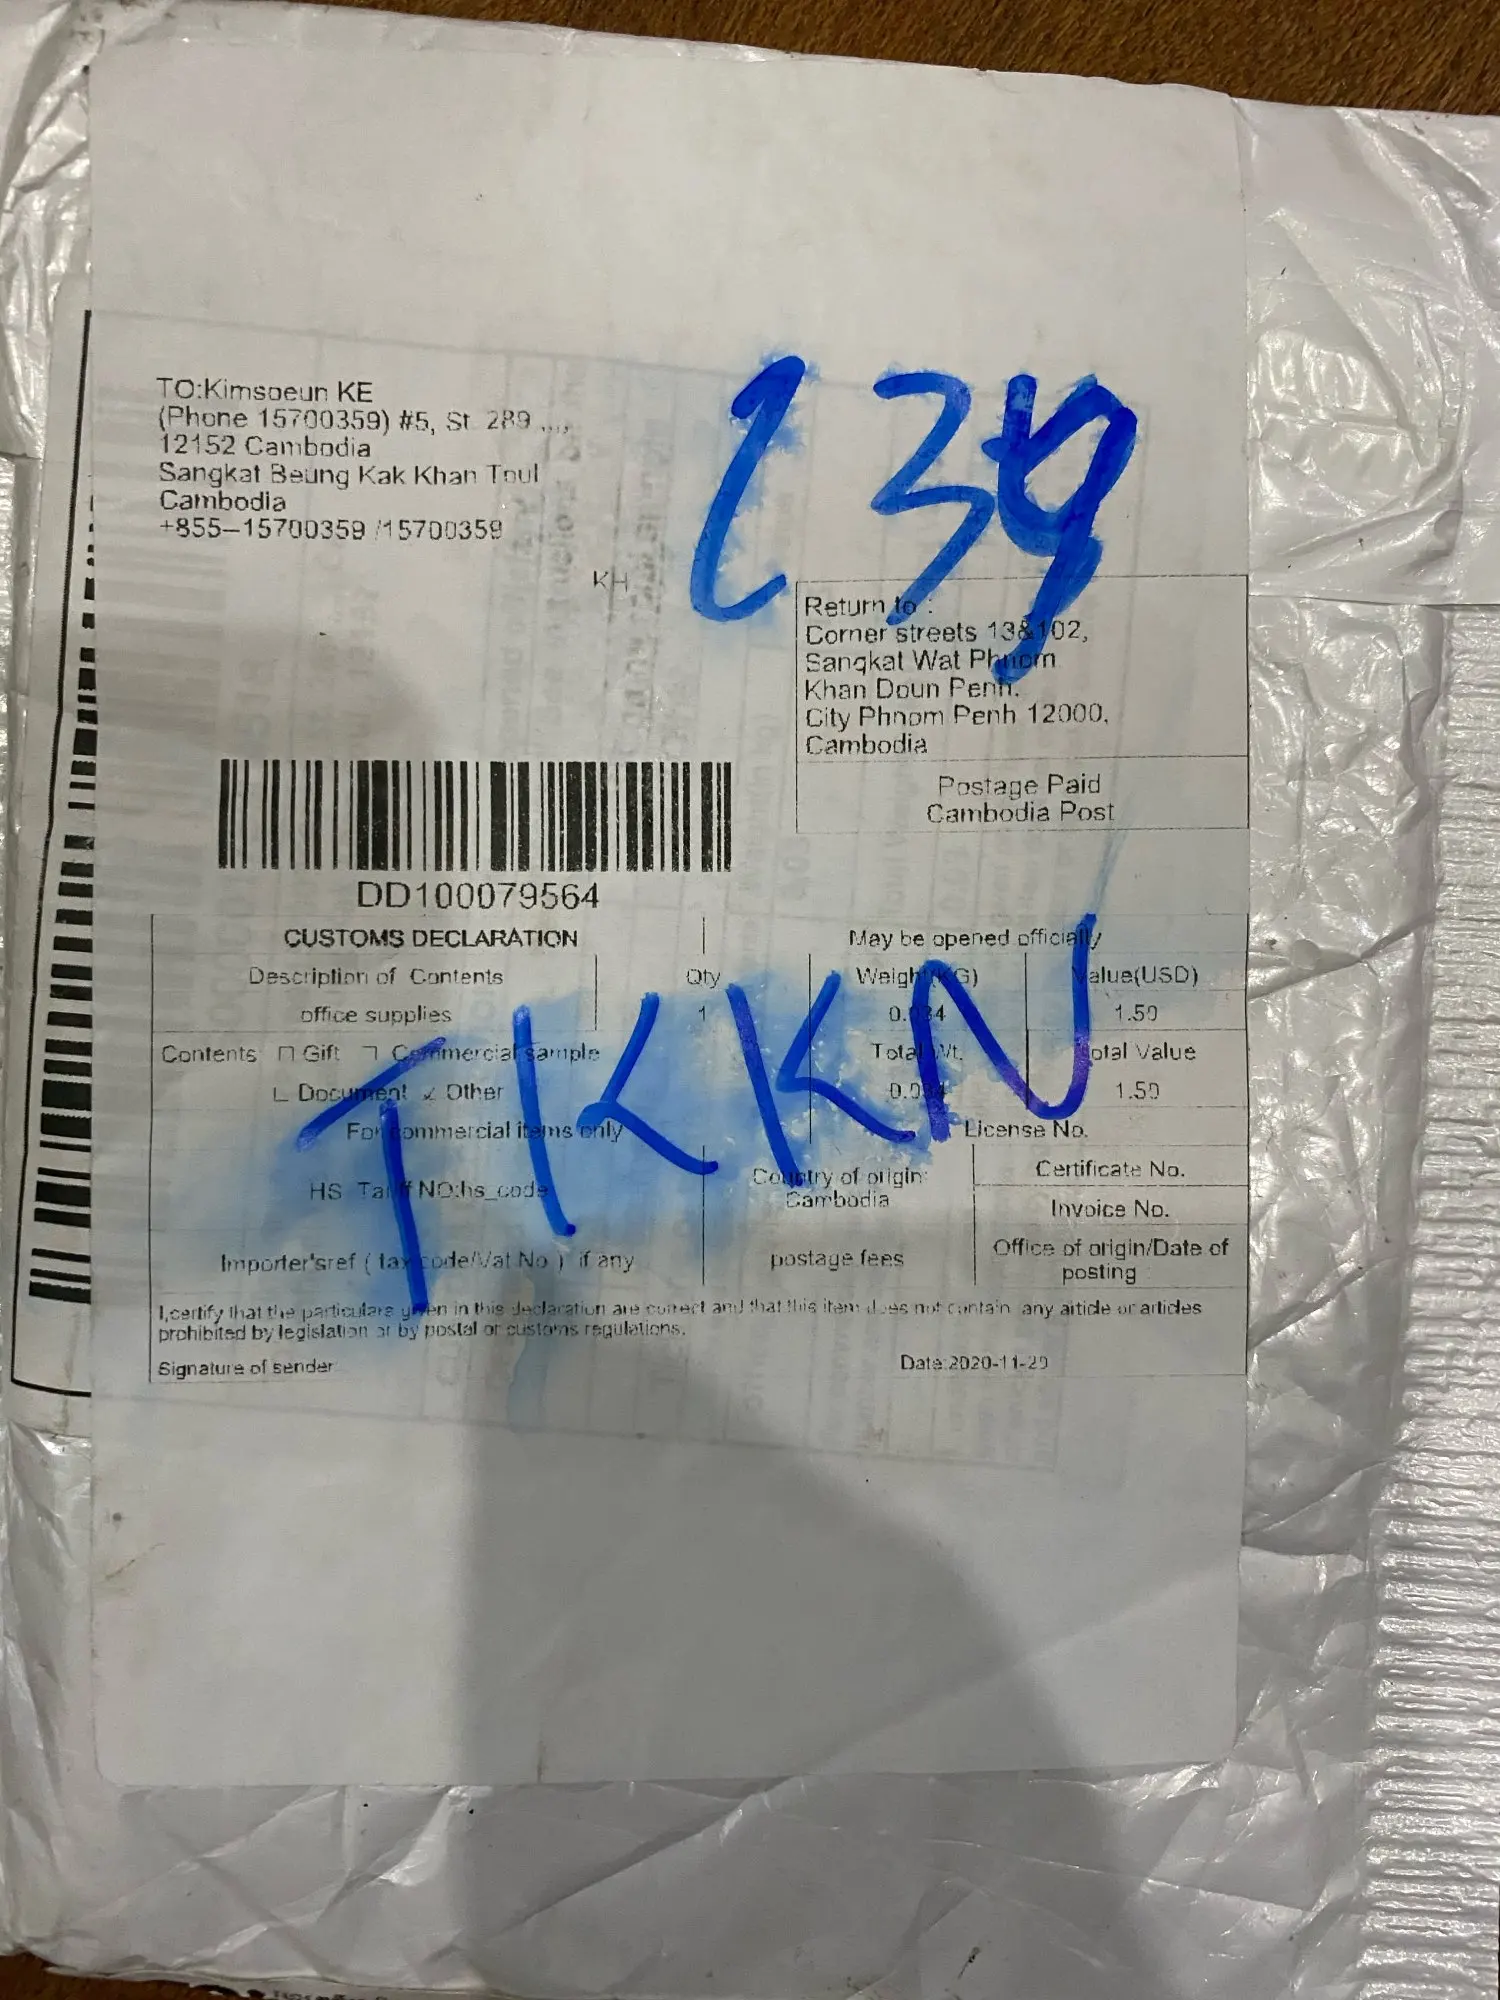 TO:Kimsoeun KE
(Phone 15700359) #5, St. 289 ,,,,
12152 Cambodia
Sangkat Beung Kak Khan Toul
Cambodia
+855-15700359 /15700359
KH
Return to :
Corner streets 13&102,
Sangkat Wat Phnom
Khan Doun Penh.
City Phnom Penh 12000,
Cambodia
Postage Paid
Cambodia Post
DD100079564
CUSTOMS DECLARATION May be opened officially
Description of Contents Qty Weight(KG) Value(USD)
office supplies 1 0.034 1.50
Contents Gift Commercial sample Total Wt. Total Value
Document Other 0.034 1.50
TKKN
For commercial items only License No.
HS Tariff NO:hs_code Country of origin: Certificate No.
Cambodia Invoice No.
Importer'sref ( tax code/Vat No ) if any postage fees Office of origin/Date of
posting
I,certify that the particulars given in this declaration are correct and that this item does not contain any article or articles
prohibited by legislation or by postal or customs regulations.
Signature of sender Date:2020-11-29